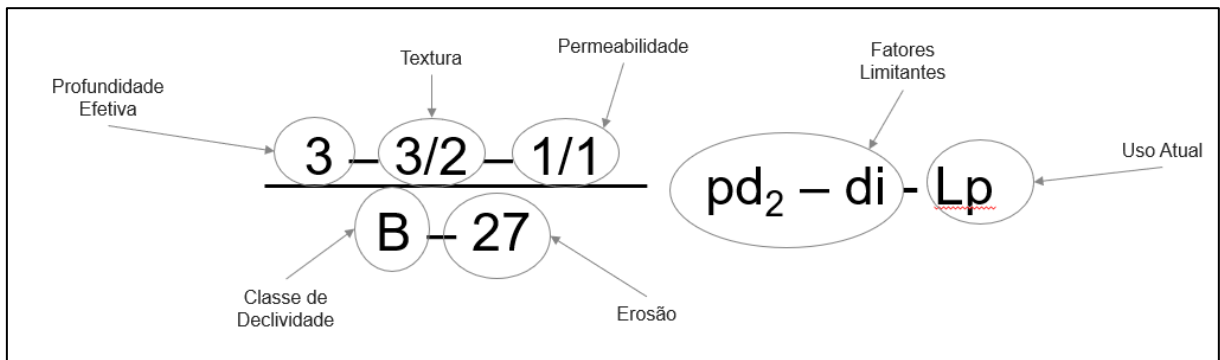 Profundidade
Efetiva
Textura
Permeabilidade
Fatores
Limitantes
Uso Atual
3 – 3/2 – 1/1
pd₂ – di - Lp
B – 27
Classe de
Declividade
Erosão